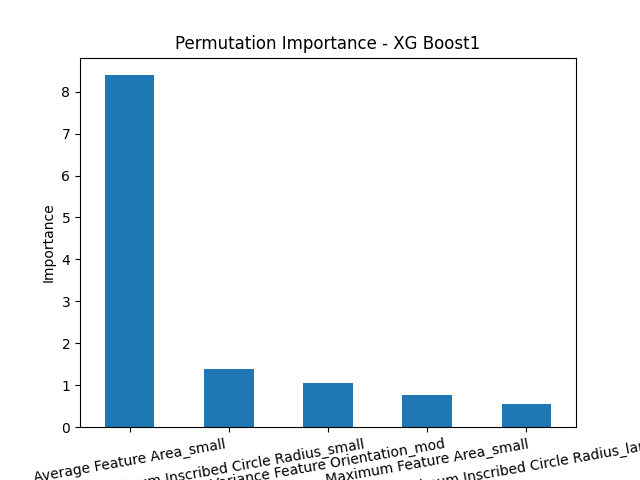 Permutation Importance - XG Boost1
Importance
8
7
6
5
4
3
2
1
0
Average Feature Area_small
Inscribed Circle Radius_small
Variance Feature Orientation_mod
Maximum Feature Area_small
Inscribed Circle